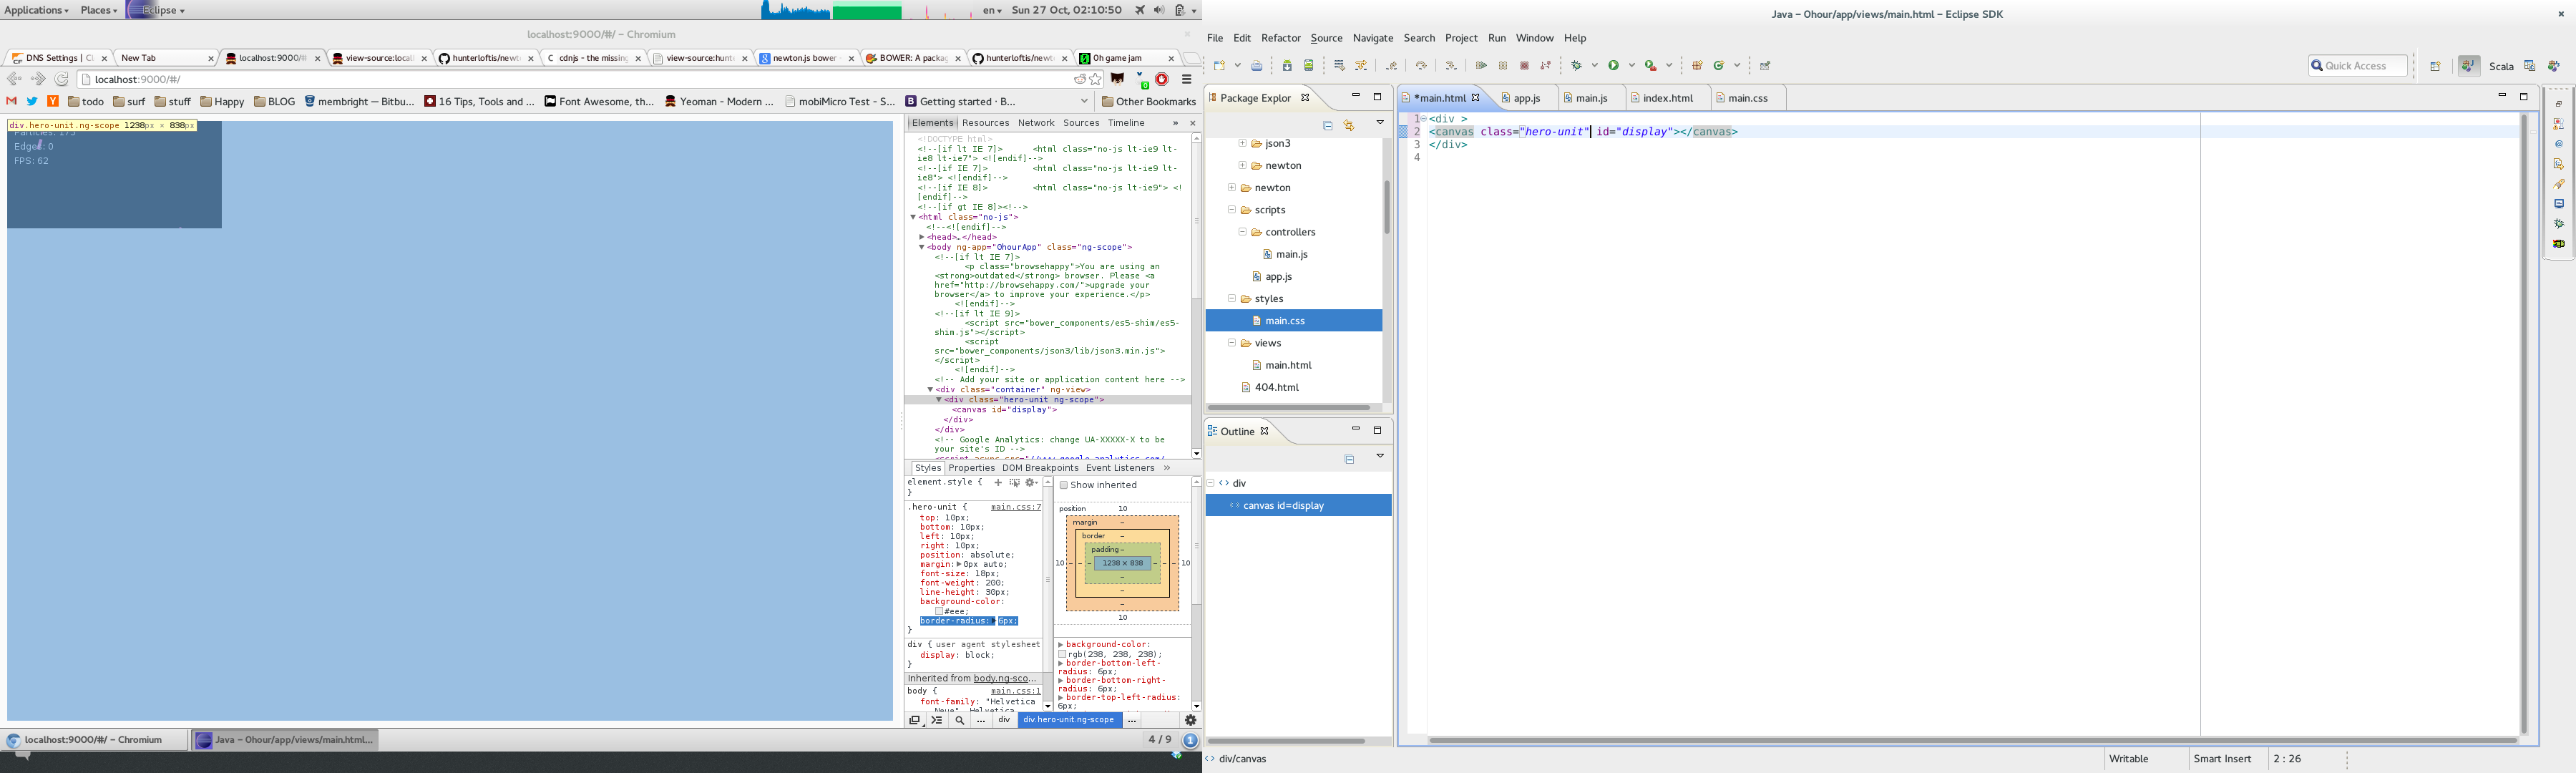 Applications Places Eclipse
en Sun 27 Oct, 02:10:50
localhost:9000/#/ – Chromium
DNS Settings | C
New Tab
localhost:9000/#
view-source:local
hunterloftis/newt
cdnjs - the missing
view-source:hunt
newton.js bower
BOWER: A packag
hunterloftis/newt
0h game jam
localhost:9000/#/
todo surf stuff Happy BLOG membright — Bitbu... 16 Tips, Tools and ... Font Awesome, th... Yeoman - Modern ... mobiMicro Test - S... Getting started · B... Other Bookmarks
div.hero-unit.ng-scope 1238px × 838px
Particles: 175
Edges: 0
FPS: 62
Elements Resources Network Sources Timeline »
<!DOCTYPE html>
<!--[if lt IE 7]> <html class="no-js lt-ie9 lt-
ie8 lt-ie7"> <![endif]-->
<!--[if IE 7]> <html class="no-js lt-ie9 lt-
ie8"> <![endif]-->
<!--[if IE 8]> <html class="no-js lt-ie9"> <!
[endif]-->
<!--[if gt IE 8]><!-->
<html class="no-js">
<!--<![endif]-->
<head>…</head>
<body ng-app="OhourApp" class="ng-scope">
<!--[if lt IE 7]>
<p class="browsehappy">You are using an
<strong>outdated</strong> browser. Please <a
href="http://browsehappy.com/">upgrade your
browser</a> to improve your experience.</p>
<![endif]-->
<!--[if lt IE 9]>
<script src="bower_components/es5-shim/es5-
shim.js"></script>
<script
src="bower_components/json3/lib/json3.min.js">
</script>
<![endif]-->
<!-- Add your site or application content here -->
<div class="container" ng-view>
<div class="hero-unit ng-scope">
<canvas id="display">
</div>
</div>
<!-- Google Analytics: change UA-XXXXX-X to be
your site's ID -->
Styles Properties DOM Breakpoints Event Listeners »
element.style {
}
.hero-unit { main.css:7
top: 10px;
bottom: 10px;
left: 10px;
right: 10px;
position: absolute;
margin: 0px auto;
font-size: 18px;
font-weight: 200;
line-height: 30px;
background-color:
#eee;
border-radius: 6px;
}
div { user agent stylesheet
display: block;
}
Inherited from body.ng-sco…
body { main.css:1
font-family: "Helvetica
Neue", Helvetica
Show inherited
position 10
margin –
border –
padding –
10 – – – 1238 × 838 – – – 10
–
–
–
10
background-color:
rgb(238, 238, 238);
border-bottom-left-
radius: 6px;
border-bottom-right-
radius: 6px;
border-top-left-radius:
6px;
... div div.hero-unit.ng-scope ...
localhost:9000/#/ – Chromium
Java – Ohour/app/views/main.html...
4 / 9 1
Java – Ohour/app/views/main.html – Eclipse SDK
File Edit Refactor Source Navigate Search Project Run Window Help
Quick Access
Scala
Package Explor
json3
newton
newton
scripts
controllers
main.js
app.js
styles
main.css
views
main.html
404.html
Outline
div
canvas id=display
*main.html app.js main.js index.html main.css
1 <div >
2 <canvas class="hero-unit" id="display"></canvas>
3 </div>
4
div/canvas
Writable Smart Insert 2 : 26